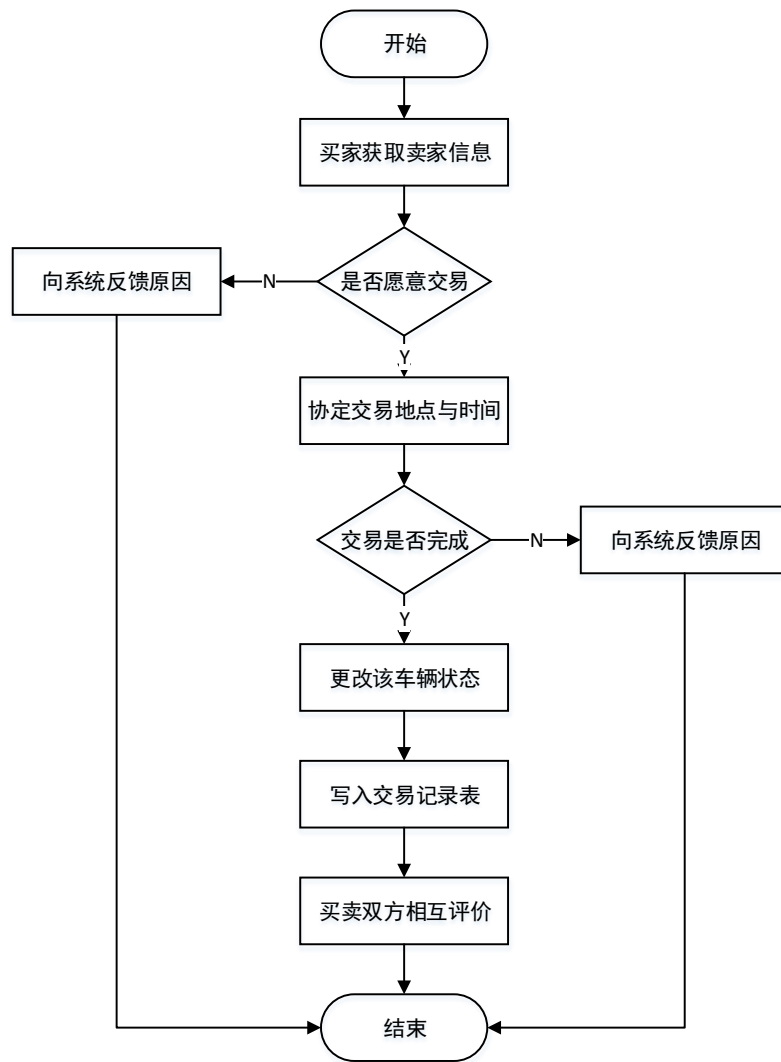 开始
买家获取卖家信息
是否愿意交易
N
向系统反馈原因
Y
协定交易地点与时间
交易是否完成
N
向系统反馈原因
Y
更改该车辆状态
写入交易记录表
买卖双方相互评价
结束